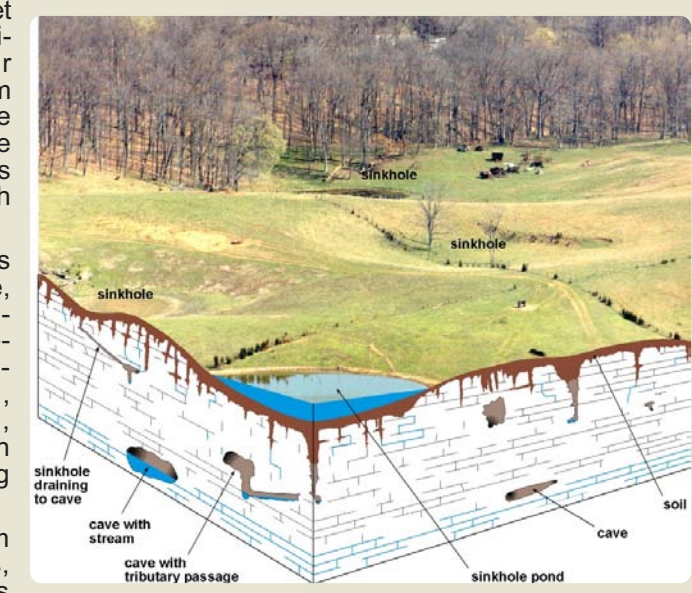 sinkhole
sinkhole
sinkhole
sinkhole
draining
to cave
cave with
stream
cave with
tributary passage
sinkhole pond
cave
soil